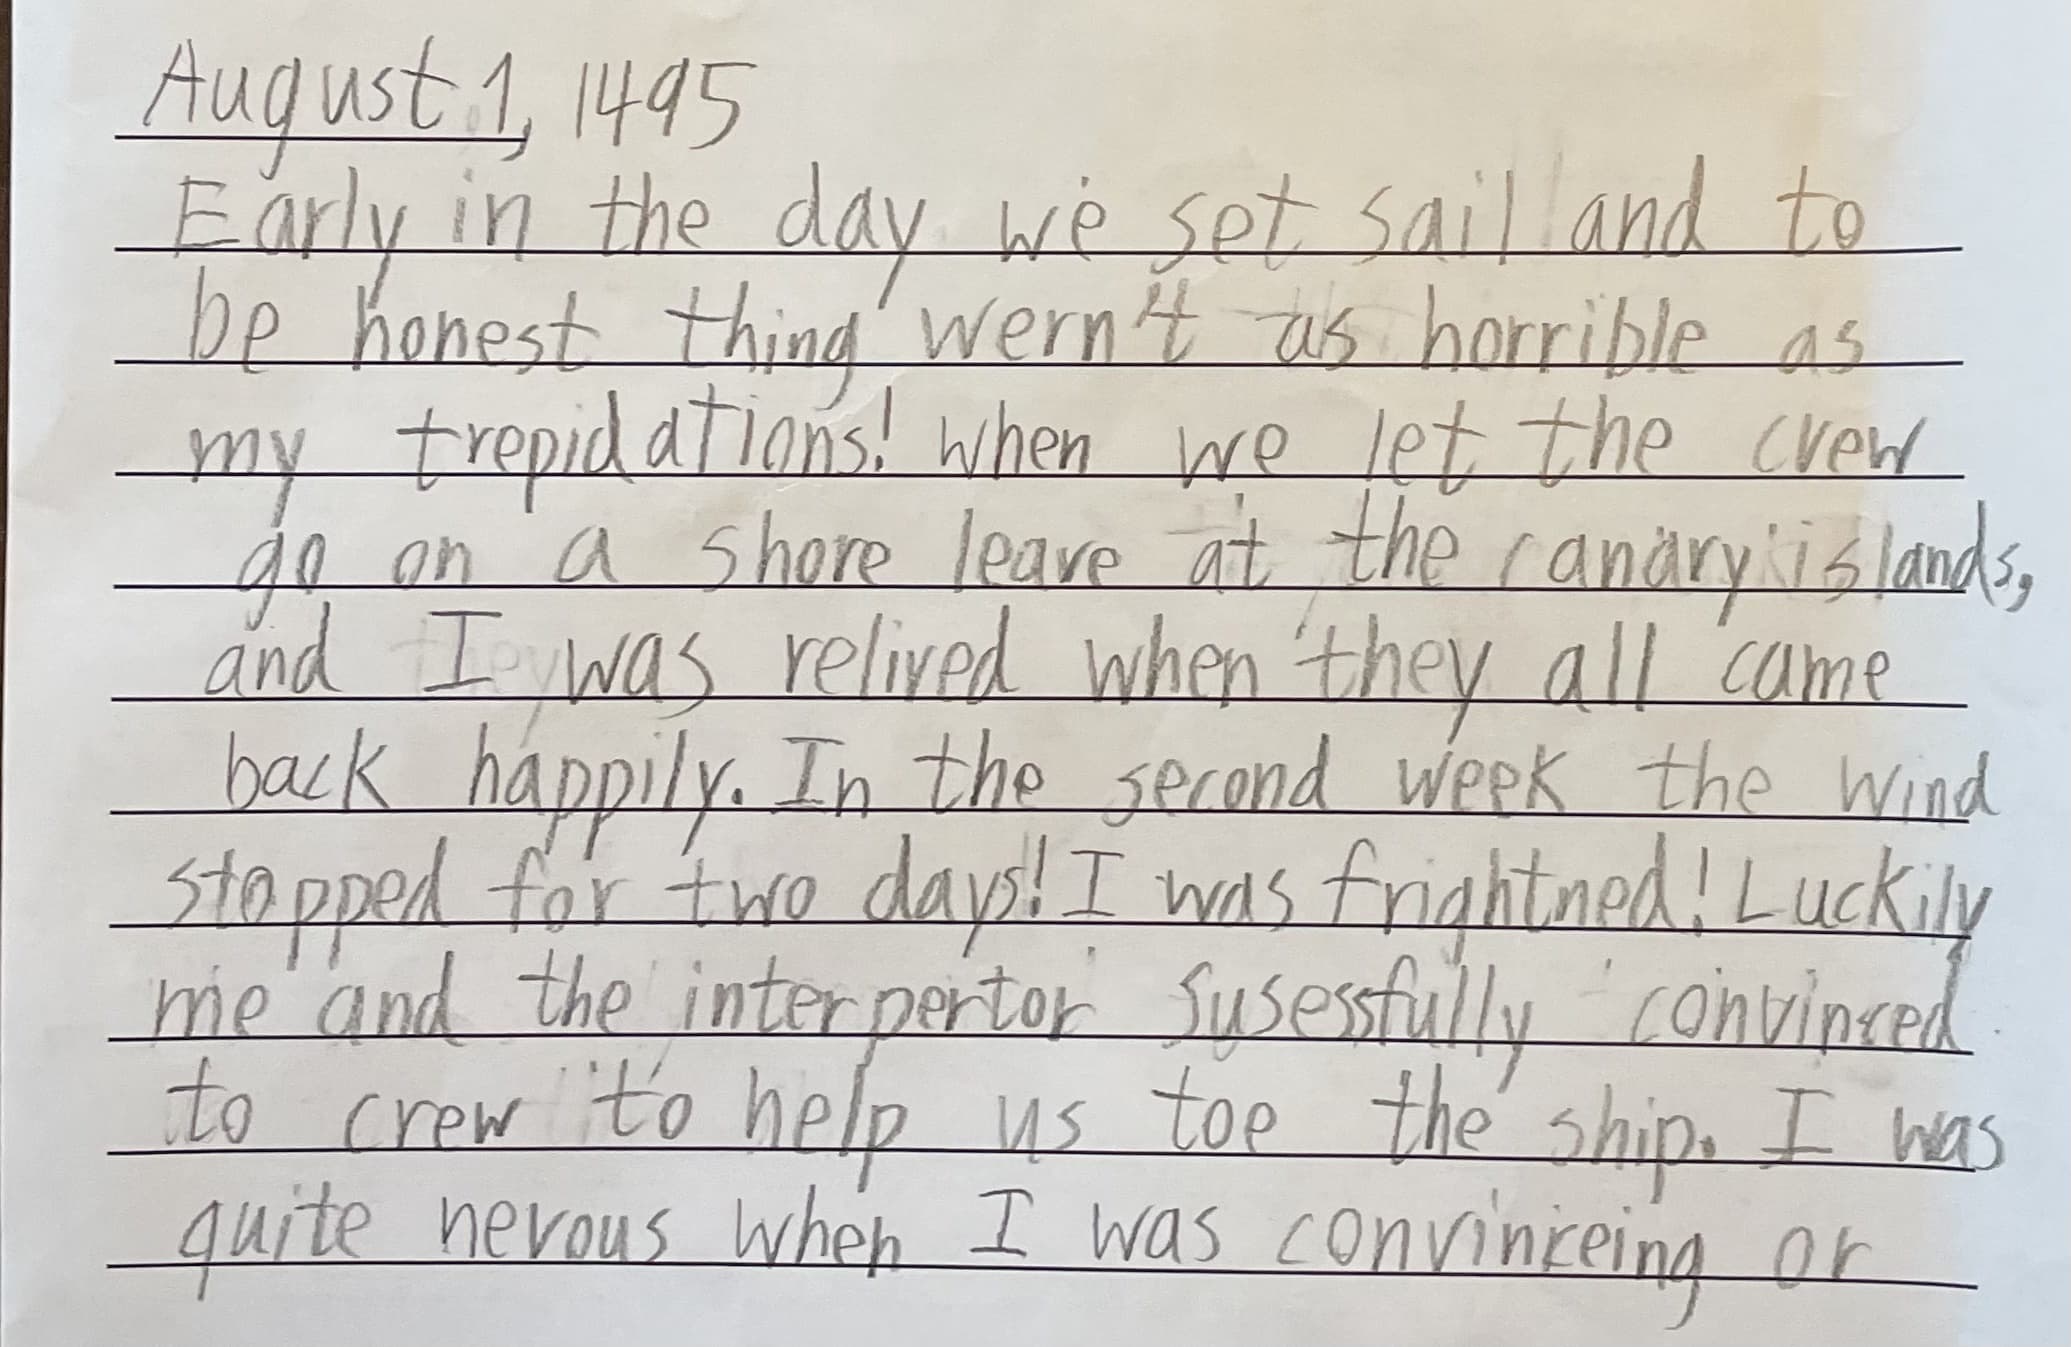 August 1, 1495
Early in the day we set sail and to
be honest thing wern't as horrible as
my trepidations! when we let the crew
go on a shore leave at the canary islands,
and I was relived when they all came
back happily. In the second week the wind
stopped for two days! I was frightned! Luckily
me and the interpertor susessfully convinced
to crew to help us toe the ship. I was
quite nervous when I was convinceing or